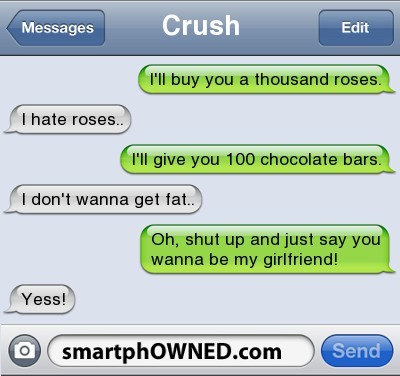 Messages
Crush
Edit
I'll buy you a thousand roses.
I hate roses..
I'll give you 100 chocolate bars.
I don't wanna get fat..
Oh, shut up and just say you
wanna be my girlfriend!
Yess!
smartphOWNED.com
Send